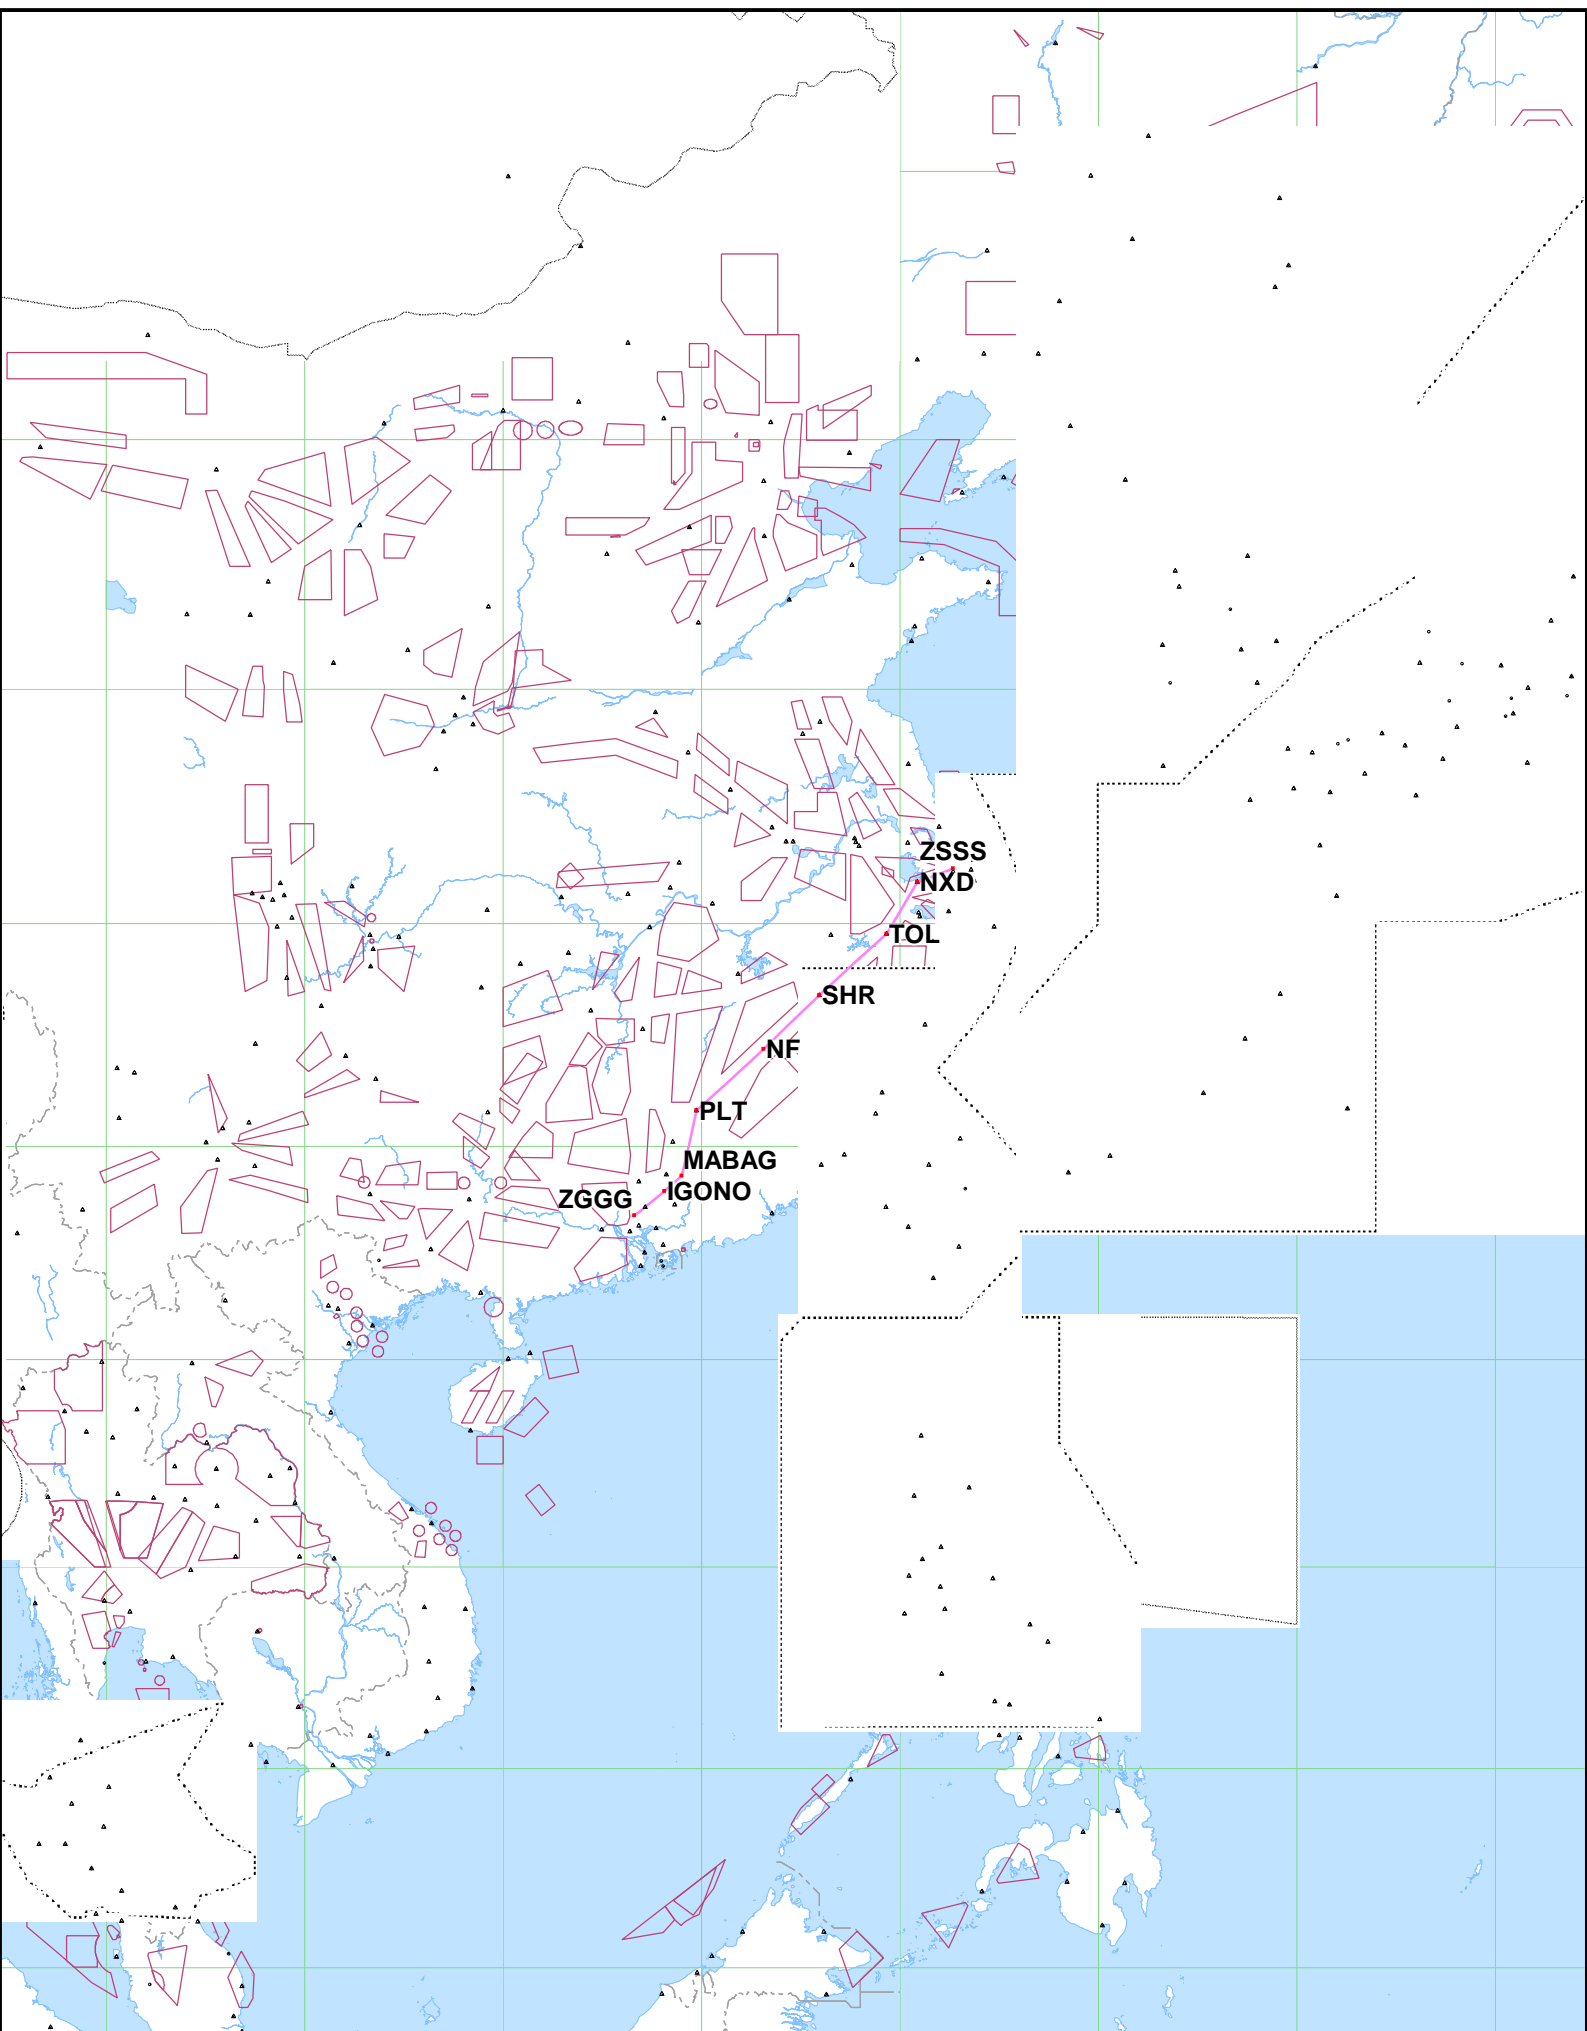 ZSSS
NXD
TOL
SHR
NF
PLT
MABAG
IGONO
ZGGG